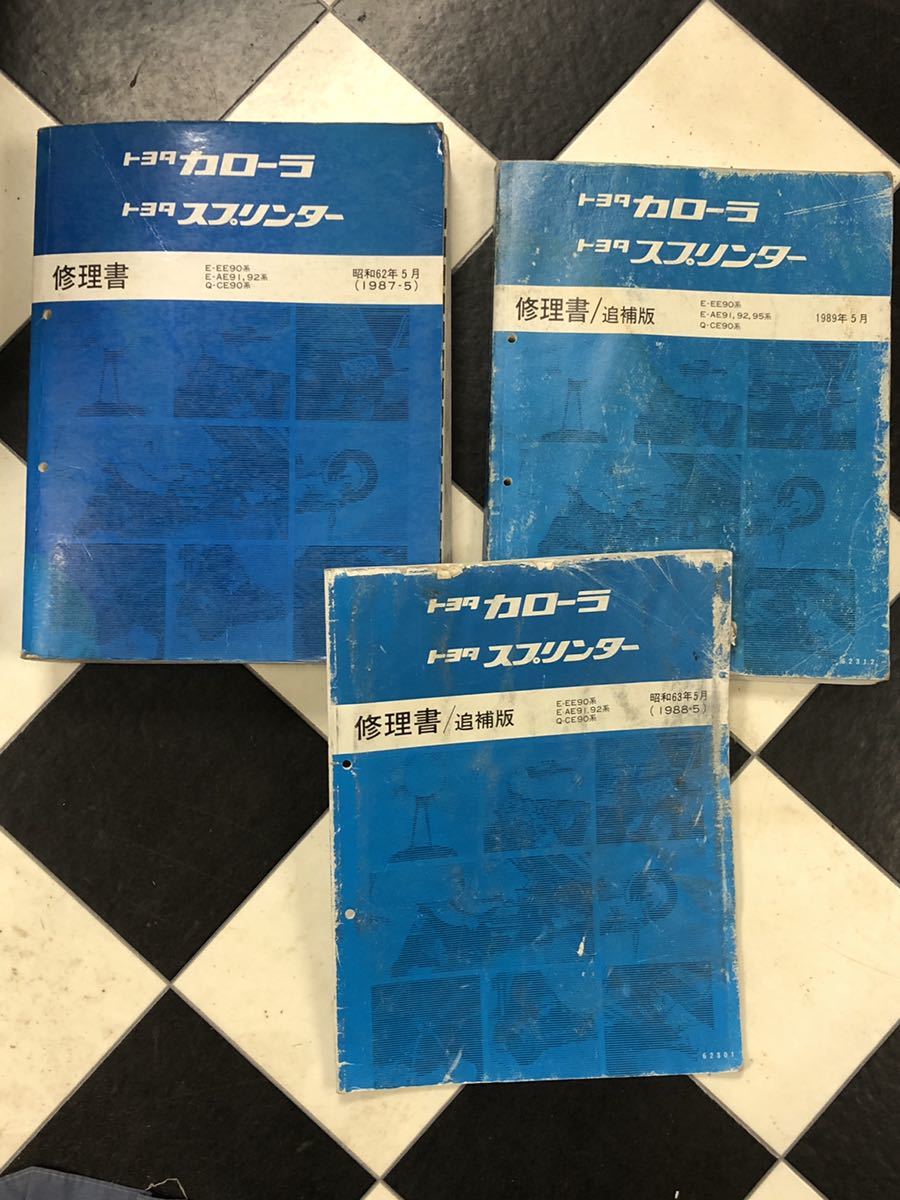 トヨタ カローラ
トヨタ スプリンター
修理書
E-EE90系
E-AE91,92系
Q-CE90系
昭和62年5月
(1987-5)
トヨタ カローラ
トヨタ スプリンター
修理書/追補版
E-EE90系
E-AE91,92,95系
Q-CE90系
1989年5月
62312
トヨタ カローラ
トヨタ スプリンター
修理書/追補版
E-EE90系
E-AE91,92系
Q-CE90系
昭和63年5月
(1988-5)
62301